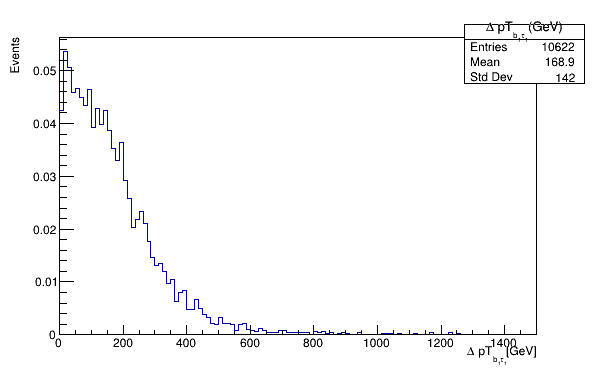 Δ pT_{b₁τ₁}(GeV)
Entries 10622
Mean 168.9
Std Dev 142
Events
0.05
0.04
0.03
0.02
0.01
0
0 200 400 600 800 1000 1200 1400
Δ pT_{b₁τ₁}[GeV]